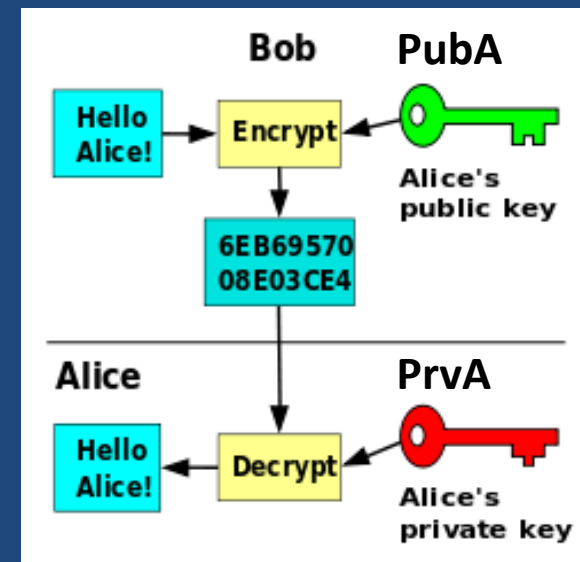 Bob
PubA
Hello
Alice!
Encrypt
Alice's
public key
6EB69570
08E03CE4
Alice
PrvA
Hello
Alice!
Decrypt
Alice's
private key